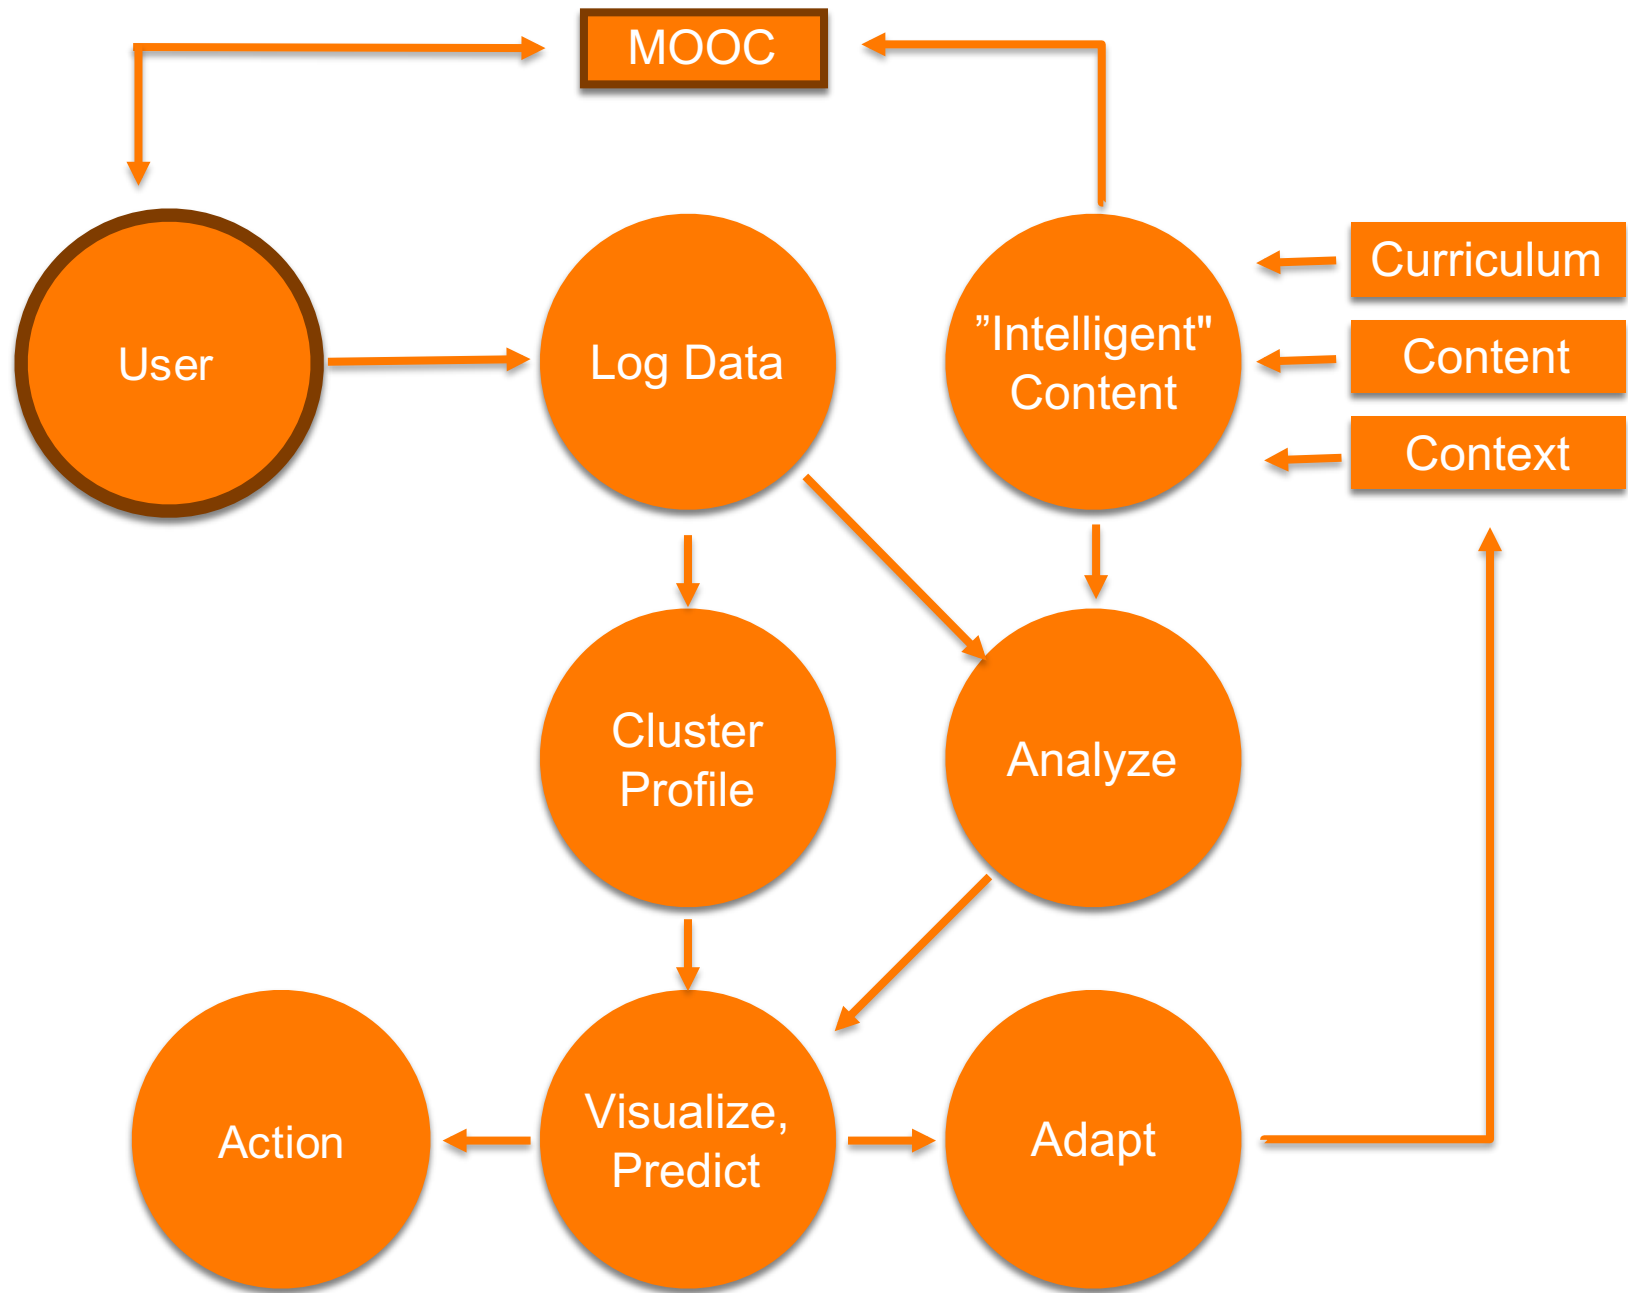 MOOC
User
Log Data
”Intelligent"
Content
Curriculum
Content
Context
Cluster
Profile
Analyze
Action
Visualize,
Predict
Adapt